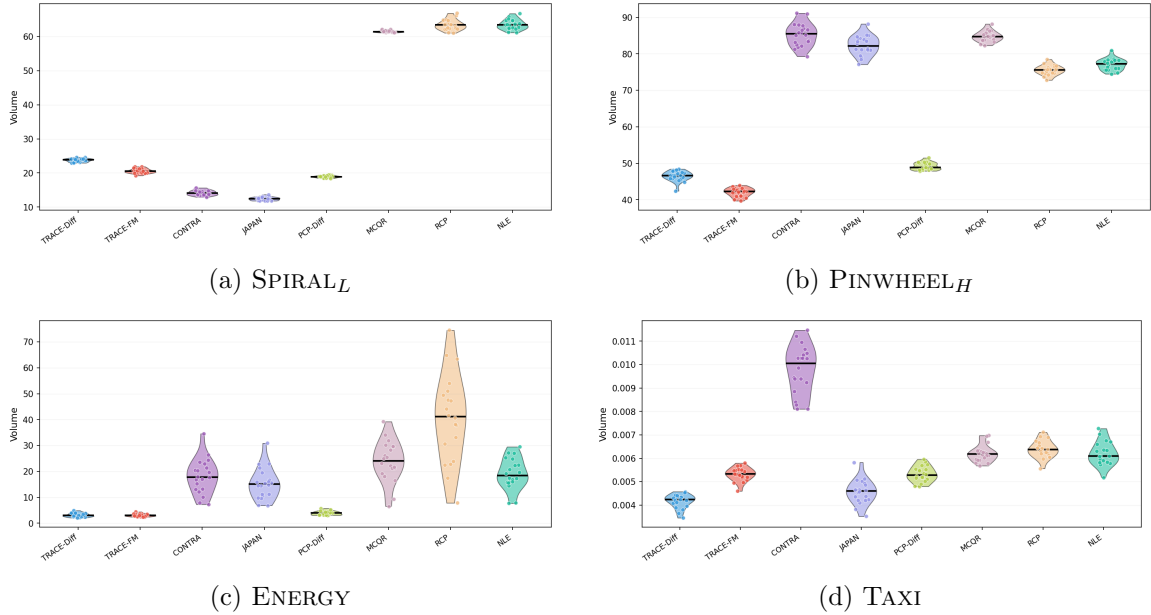 Volume
60
50
40
30
20
10
TRACE-Diff
TRACE-FM
CONTRA
JAPAN
PCP-Diff
MCQR
RCP
NLE
(a) SPIRAL_L
Volume
90
80
70
60
50
40
TRACE-Diff
TRACE-FM
CONTRA
JAPAN
PCP-Diff
MCQR
RCP
NLE
(b) PINWHEEL_H
Volume
70
60
50
40
30
20
10
0
TRACE-Diff
TRACE-FM
CONTRA
JAPAN
PCP-Diff
MCQR
RCP
NLE
(c) ENERGY
Volume
0.011
0.010
0.009
0.008
0.007
0.006
0.005
0.004
TRACE-Diff
TRACE-FM
CONTRA
JAPAN
PCP-Diff
MCQR
RCP
NLE
(d) TAXI